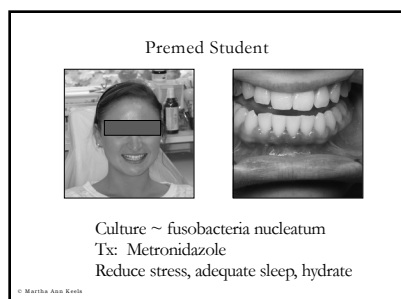 Premed Student
Culture ~ fusobacteria nucleatum
Tx: Metronidazole
Reduce stress, adequate sleep, hydrate
© Martha Ann Keels